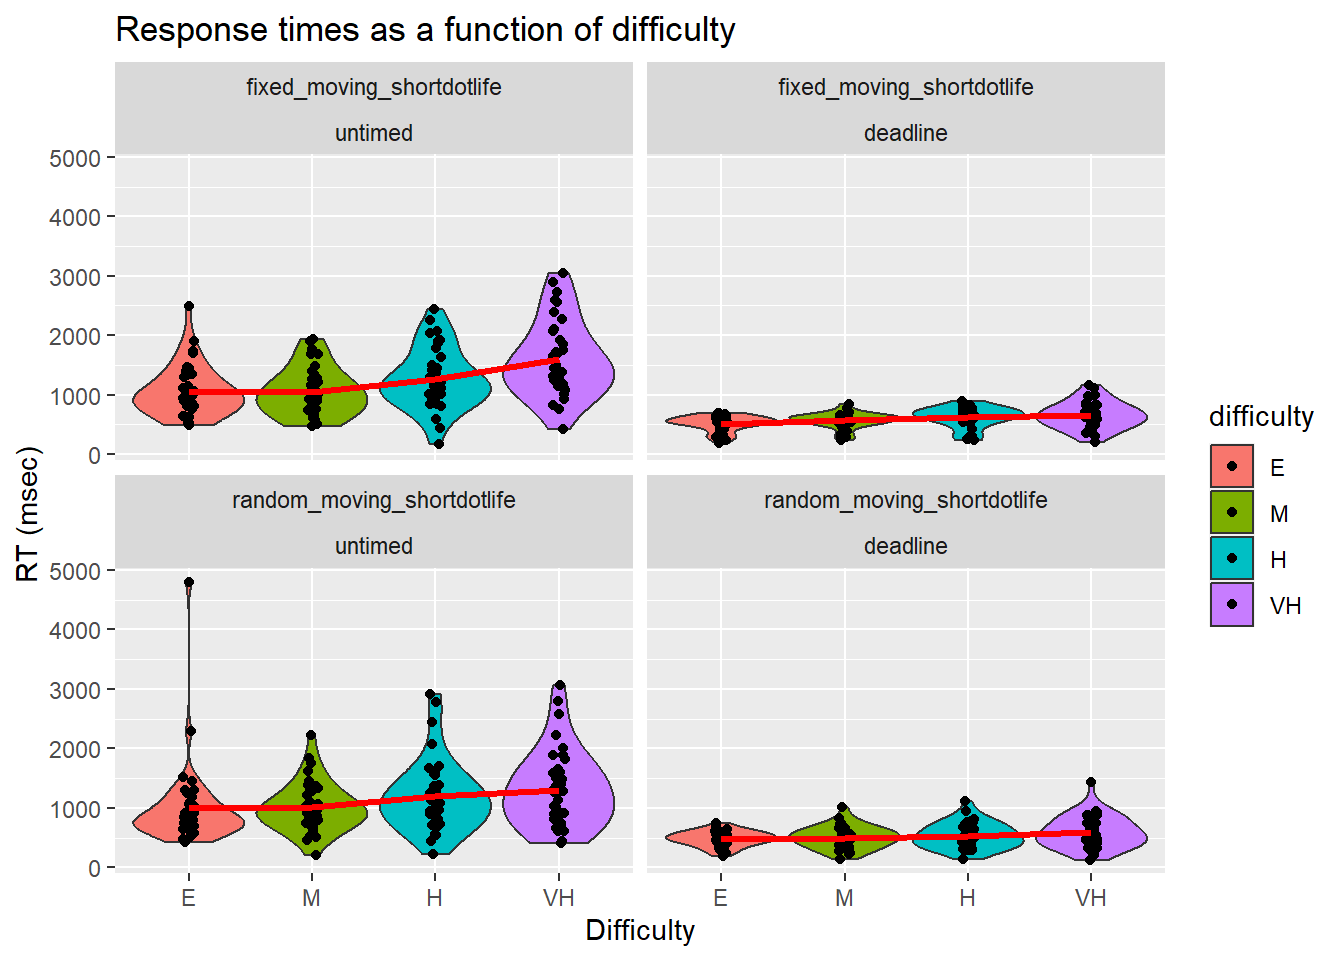 Response times as a function of difficulty
fixed_moving_shortdotlife
untimed
fixed_moving_shortdotlife
deadline
5000
4000
3000
2000
1000
0
random_moving_shortdotlife
untimed
random_moving_shortdotlife
deadline
5000
4000
3000
2000
1000
0
RT (msec)
E
M
H
VH
E
M
H
VH
Difficulty
difficulty
E
M
H
VH